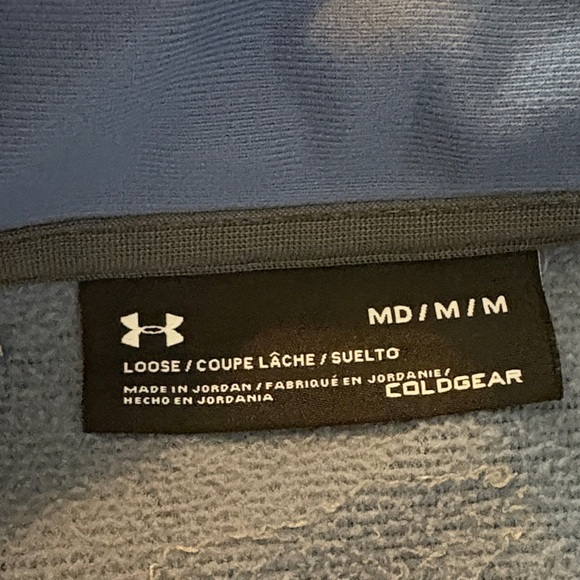 MD / M / M
LOOSE / COUPE LÂCHE / SUELTO
MADE IN JORDAN / FABRIQUÉ EN JORDANIE /
HECHO EN JORDANIA
COLDGEAR